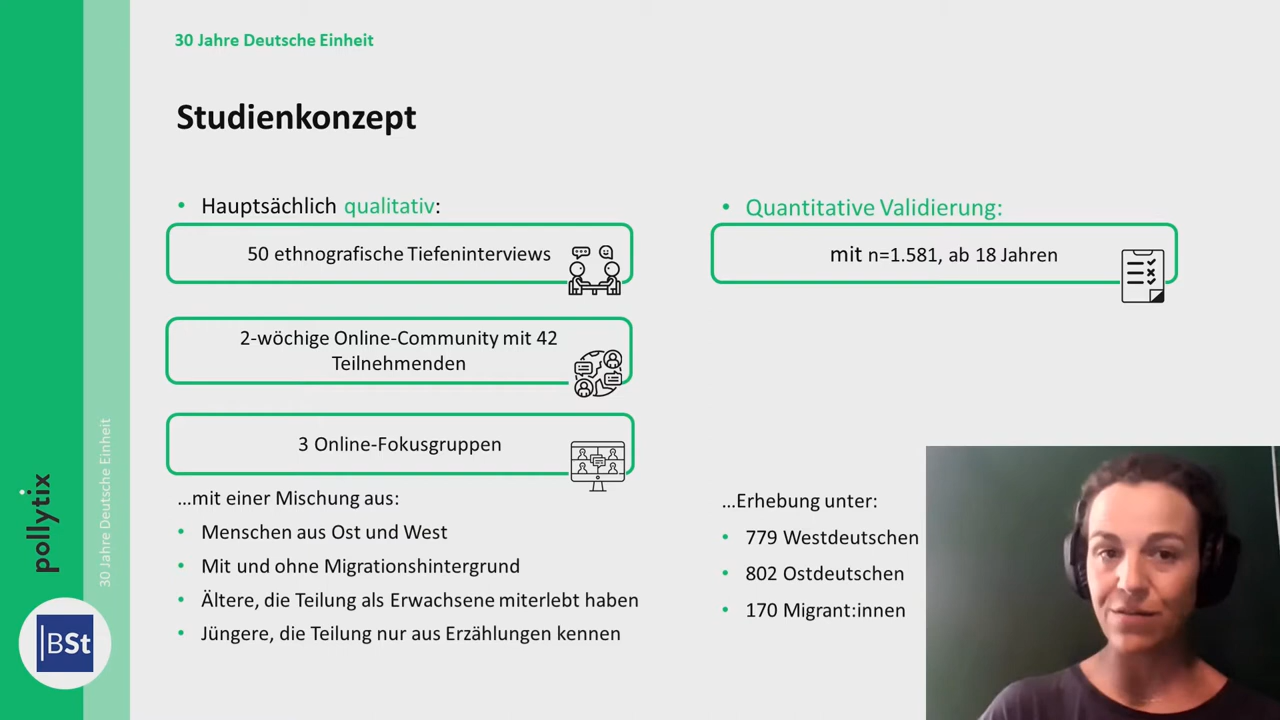 30 Jahre Deutsche Einheit
Studienkonzept
• Hauptsächlich qualitativ:
50 ethnografische Tiefeninterviews
2-wöchige Online-Community mit 42
Teilnehmenden
3 Online-Fokusgruppen
...mit einer Mischung aus:
• Menschen aus Ost und West
• Mit und ohne Migrationshintergrund
• Ältere, die Teilung als Erwachsene miterlebt haben
• Jüngere, die Teilung nur aus Erzählungen kennen
• Quantitative Validierung:
mit n=1.581, ab 18 Jahren
...Erhebung unter:
• 779 Westdeutschen
• 802 Ostdeutschen
• 170 Migrant:innen
pollytix
30 Jahre Deutsche Einheit
|BSt